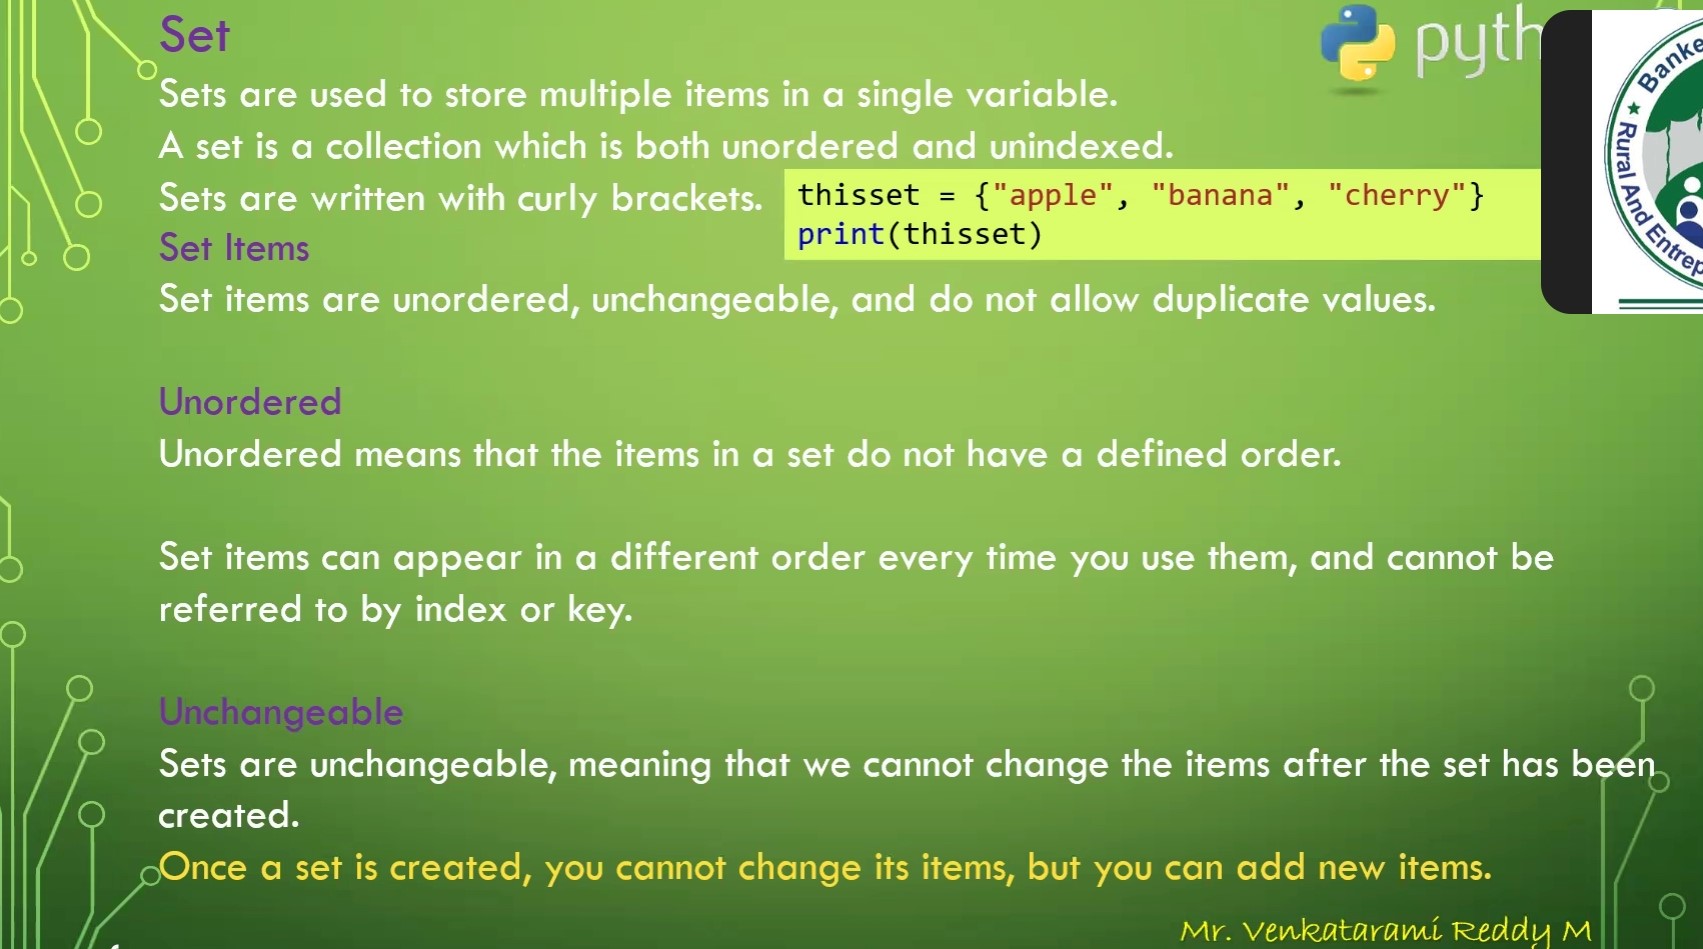 Set
Sets are used to store multiple items in a single variable.
A set is a collection which is both unordered and unindexed.
Sets are written with curly brackets.
thisset = {"apple", "banana", "cherry"}
print(thisset)
Set Items
Set items are unordered, unchangeable, and do not allow duplicate values.
Unordered
Unordered means that the items in a set do not have a defined order.
Set items can appear in a different order every time you use them, and cannot be
referred to by index or key.
Unchangeable
Sets are unchangeable, meaning that we cannot change the items after the set has been
created.
Once a set is created, you cannot change its items, but you can add new items.
Mr. Venkatarami Reddy M
pyth
Banke
Rural And Entrep